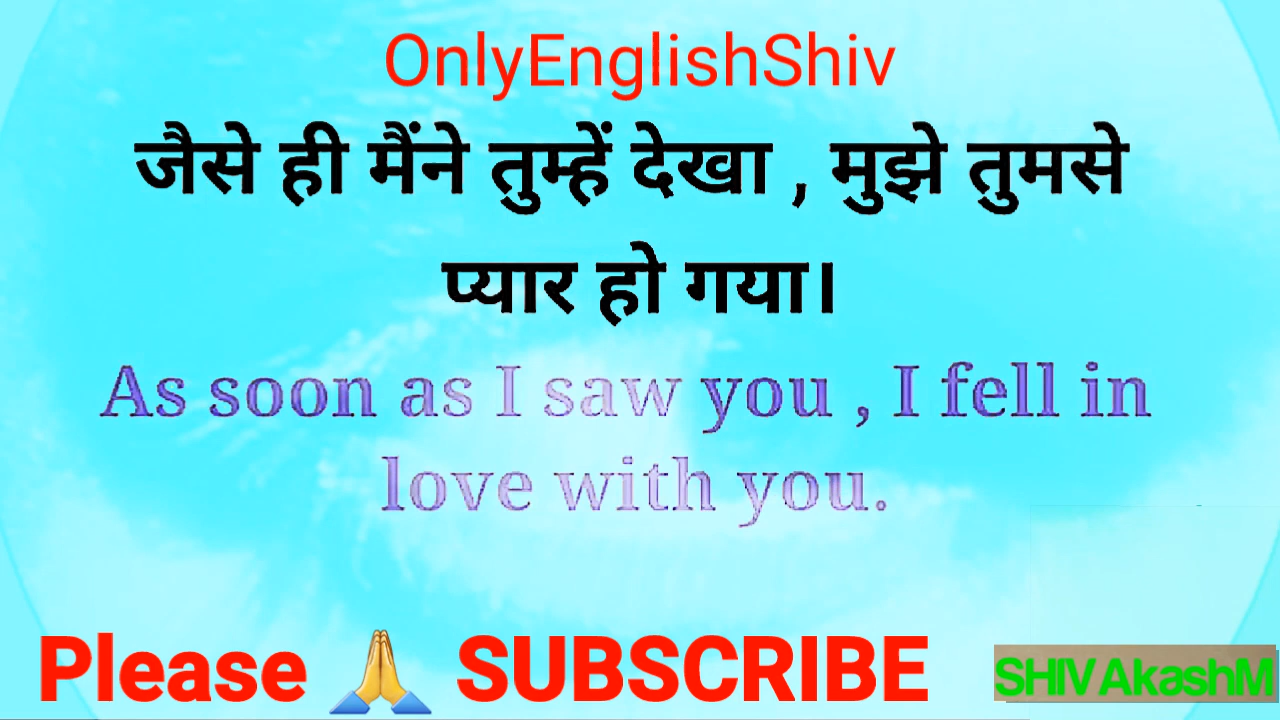 OnlyEnglishShiv
जैसे ही मैंने तुम्हें देखा , मुझे तुमसे
प्यार हो गया।
As soon as I saw you , I fell in
love with you.
Please 🙏 SUBSCRIBE
SHIVAkashM